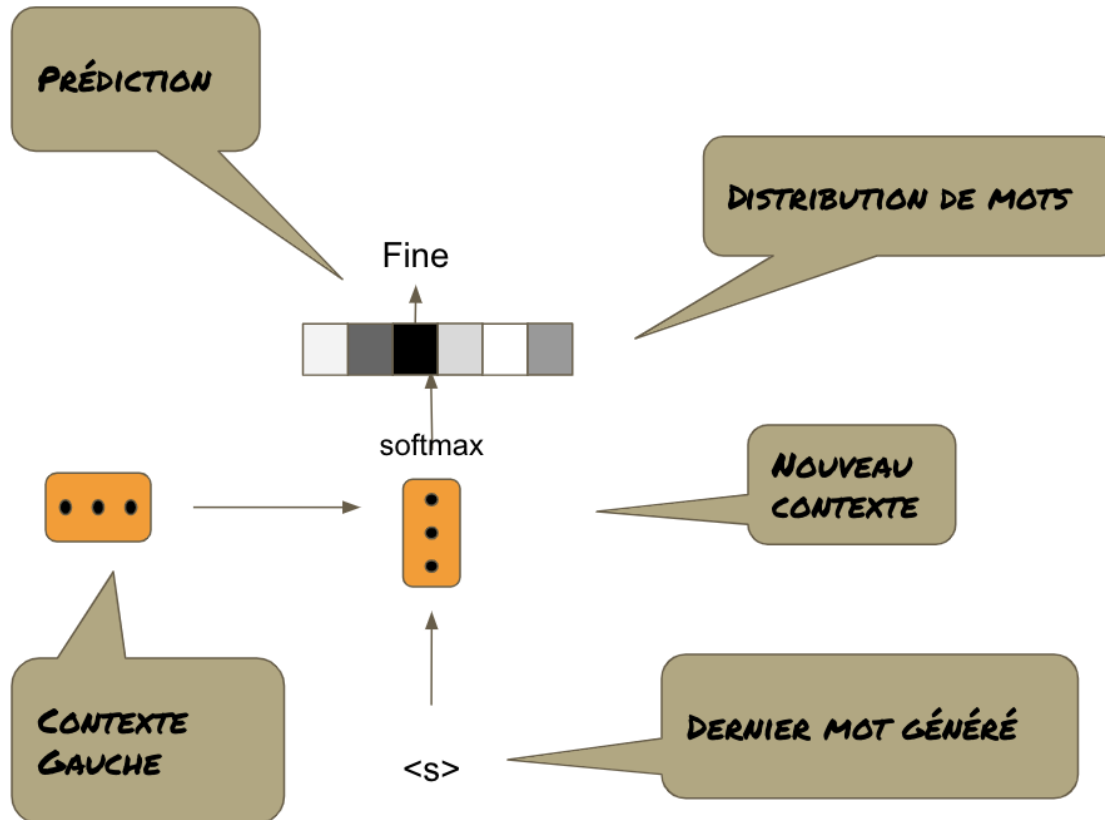 PRÉDICTION
DISTRIBUTION DE MOTS
Fine
softmax
NOUVEAU
CONTEXTE
CONTEXTE
GAUCHE
DERNIER MOT GÉNÉRÉ
<s>